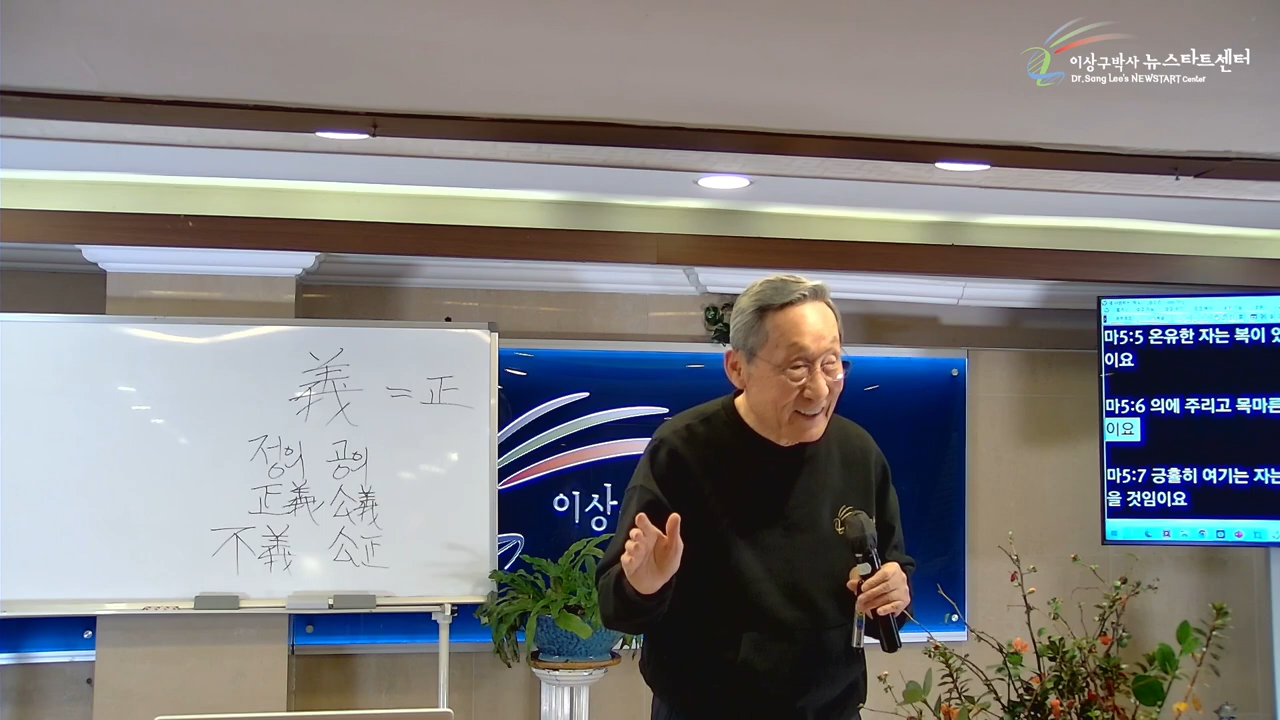 이상구박사 뉴스타트센터
Dr. Sang Lee's NEWSTART Center
義 = 正
정의 공의
正義 公義
不義 公正
이상
마5:5 온유한 자는 복이 있
이요
마5:6 의에 주리고 목마른
이요
마5:7 긍휼히 여기는 자는
을 것임이요